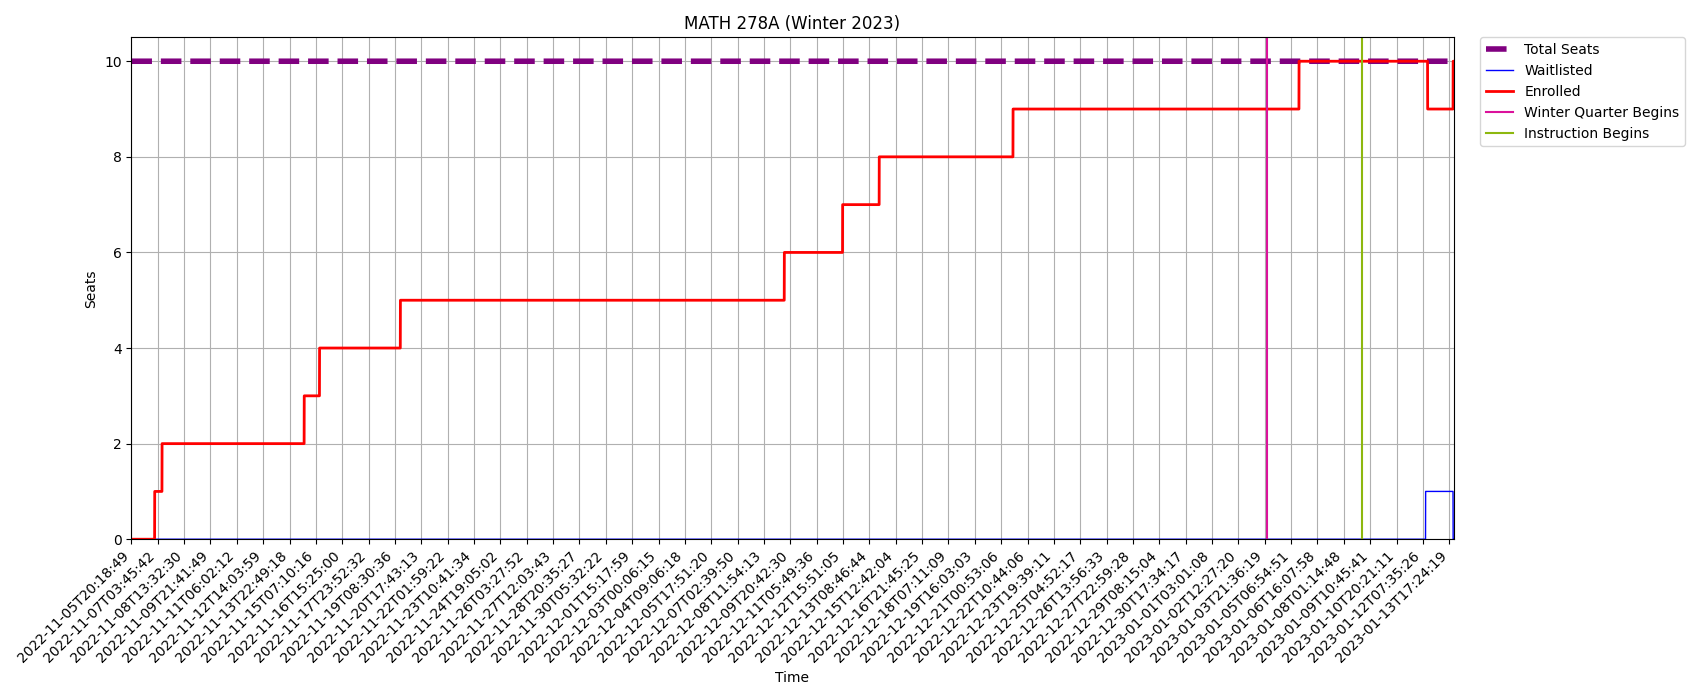 MATH 278A (Winter 2023)
Total Seats
Waitlisted
Enrolled
Winter Quarter Begins
Instruction Begins
10
8
6
4
2
0
Seats
2022-11-05T20:18:49
2022-11-07T03:45:42
2022-11-08T13:32:30
2022-11-09T21:41:49
2022-11-11T06:02:12
2022-11-12T14:03:59
2022-11-13T22:49:18
2022-11-15T07:10:16
2022-11-16T15:25:00
2022-11-17T23:52:32
2022-11-19T08:30:36
2022-11-20T17:43:13
2022-11-22T01:59:22
2022-11-23T10:41:34
2022-11-24T19:05:02
2022-11-26T03:27:52
2022-11-27T12:03:43
2022-11-28T20:35:27
2022-11-30T05:32:22
2022-12-01T15:17:59
2022-12-03T00:06:15
2022-12-04T09:06:18
2022-12-05T17:51:20
2022-12-07T02:39:50
2022-12-08T11:54:13
2022-12-09T20:42:30
2022-12-11T05:49:36
2022-12-12T15:51:05
2022-12-13T08:46:44
2022-12-15T12:42:04
2022-12-16T21:45:25
2022-12-18T07:11:09
2022-12-19T16:03:03
2022-12-21T00:53:06
2022-12-22T10:44:06
2022-12-23T19:39:11
2022-12-25T04:52:17
2022-12-26T13:56:33
2022-12-27T22:59:28
2022-12-29T08:15:04
2022-12-30T17:34:17
2023-01-01T03:01:08
2023-01-02T12:27:20
2023-01-03T21:36:19
2023-01-05T06:54:51
2023-01-06T16:07:58
2023-01-08T01:14:48
2023-01-09T10:45:41
2023-01-10T20:21:11
2023-01-12T07:35:26
2023-01-13T17:24:19
Time